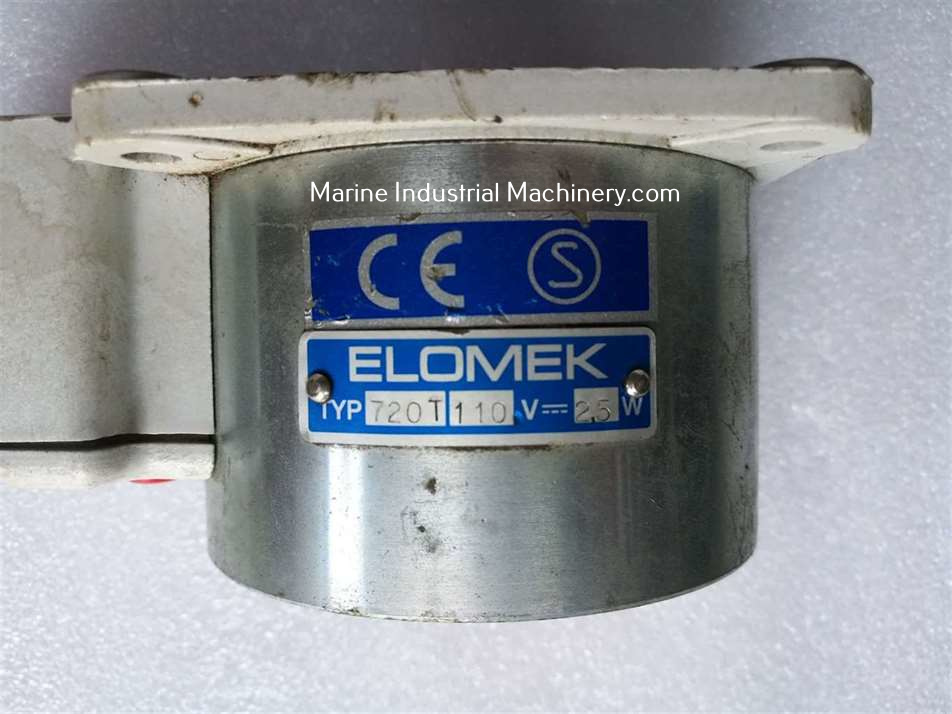 Marine Industrial Machinery.com
CE S
ELOMEK
TYP 720T 110 V⎓ 25 W